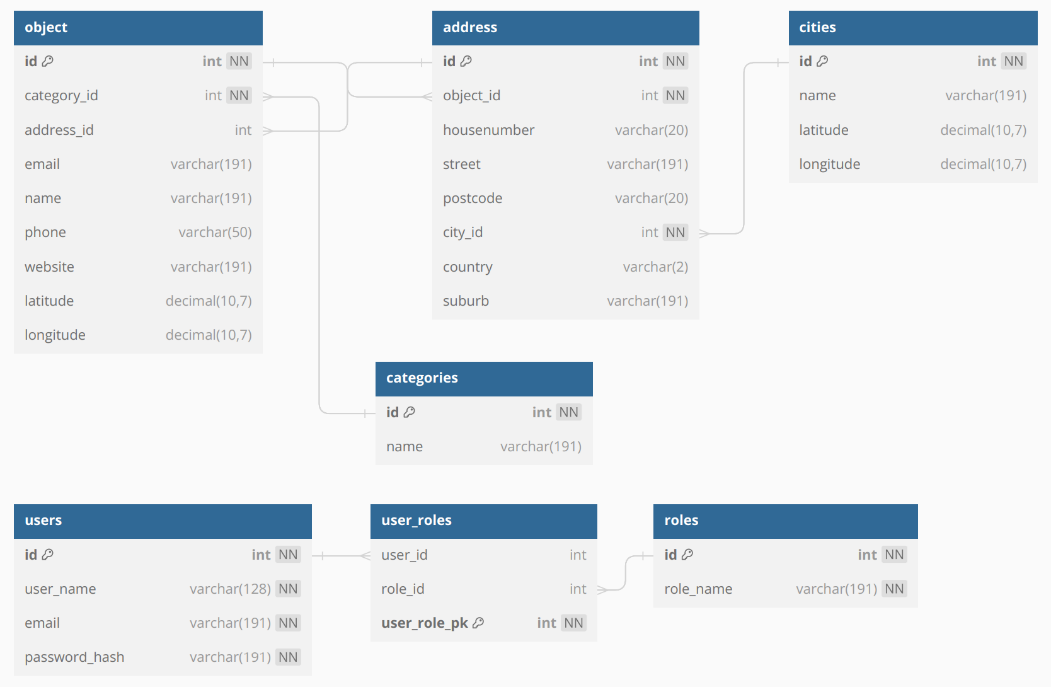 object
id int NN
category_id int NN
address_id int
email varchar(191)
name varchar(191)
phone varchar(50)
website varchar(191)
latitude decimal(10,7)
longitude decimal(10,7)
address
id int NN
object_id int NN
housenumber varchar(20)
street varchar(191)
postcode varchar(20)
city_id int NN
country varchar(2)
suburb varchar(191)
cities
id int NN
name varchar(191)
latitude decimal(10,7)
longitude decimal(10,7)
categories
id int NN
name varchar(191)
users
id int NN
user_name varchar(128) NN
email varchar(191) NN
password_hash varchar(191) NN
user_roles
user_id int
role_id int
user_role_pk int NN
roles
id int NN
role_name varchar(191) NN